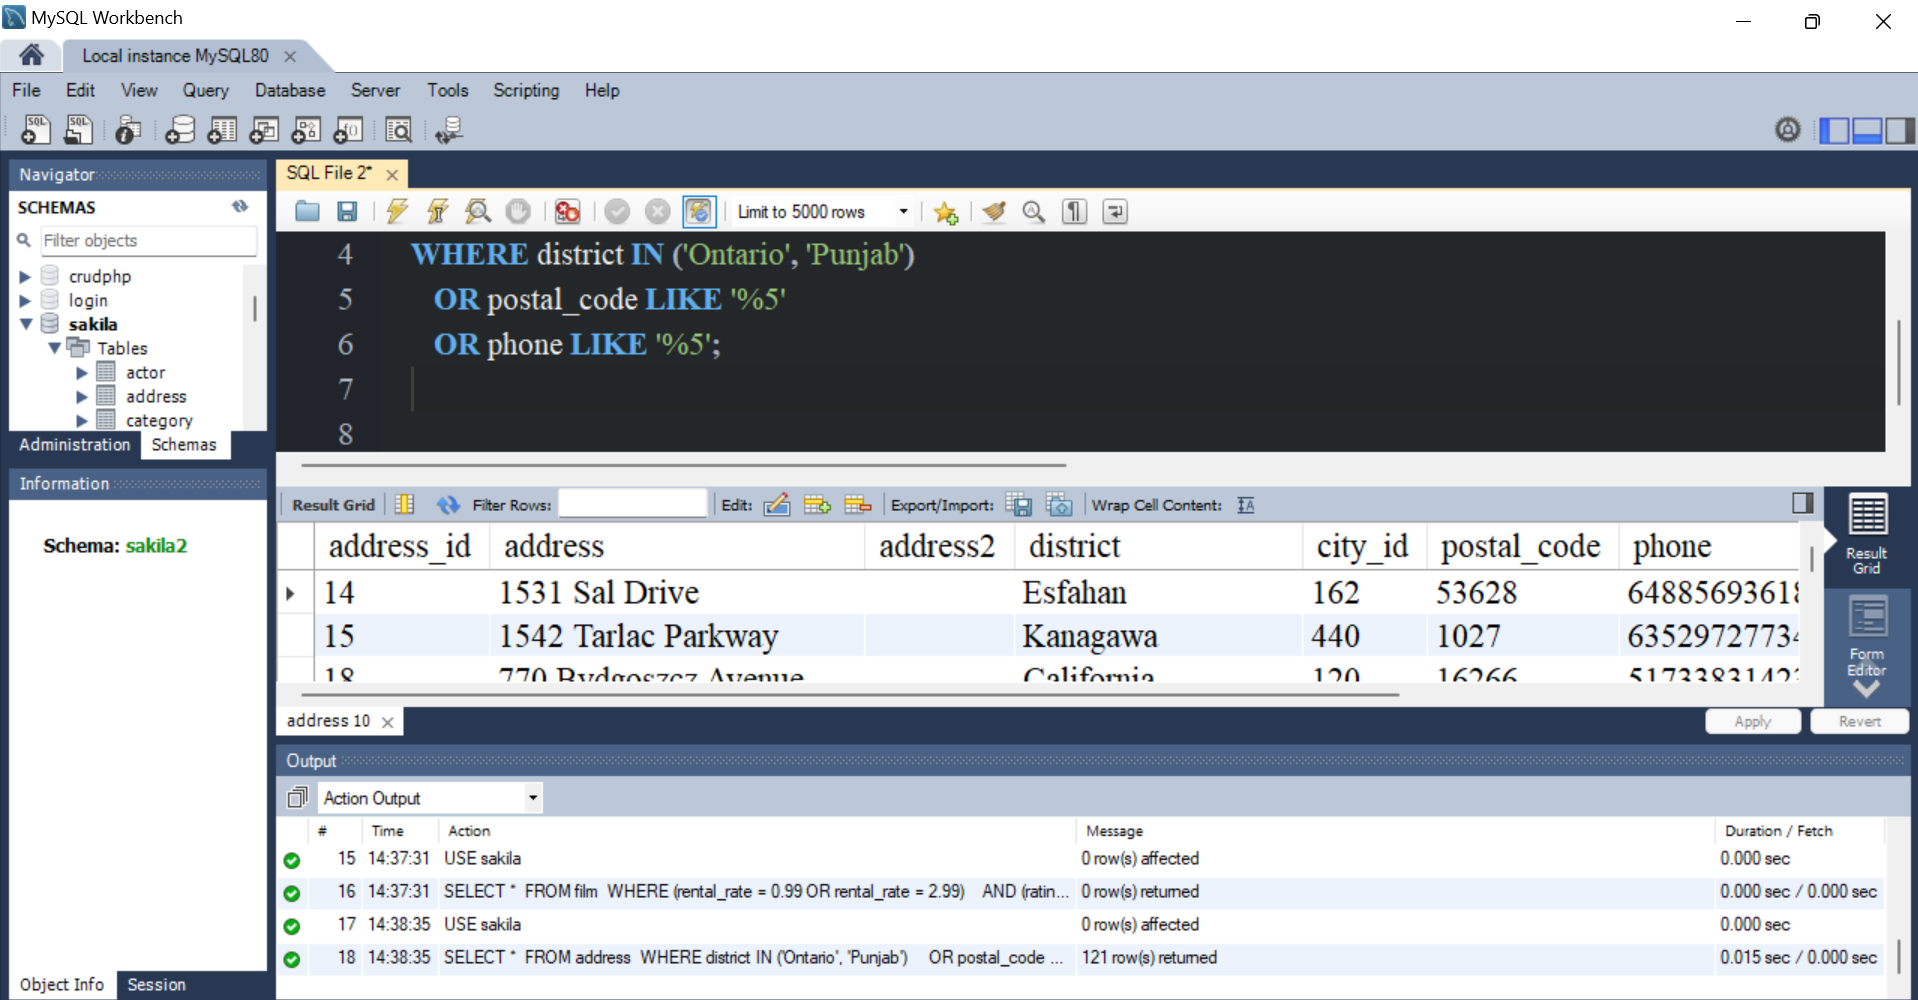 MySQL Workbench
Local instance MySQL80
File Edit View Query Database Server Tools Scripting Help
Navigator
SCHEMAS
Filter objects
crudphp
login
sakila
Tables
actor
address
category
Administration Schemas
Information
Schema: sakila2
Object Info Session
SQL File 2*
Limit to 5000 rows
4 WHERE district IN ('Ontario', 'Punjab')
5 OR postal_code LIKE '%5'
6 OR phone LIKE '%5';
7
8
Result Grid Filter Rows: Edit: Export/Import: Wrap Cell Content:
address_id address address2 district city_id postal_code phone
14 1531 Sal Drive Esfahan 162 53628 64885693618
15 1542 Tarlac Parkway Kanagawa 440 1027 63529727734
18 770 Bydgoszcz Avenue California 120 16266
Result Grid
Form Editor
address 10
Apply Revert
Output
Action Output
# Time Action Message Duration / Fetch
15 14:37:31 USE sakila 0 row(s) affected 0.000 sec
16 14:37:31 SELECT * FROM film WHERE (rental_rate = 0.99 OR rental_rate = 2.99) AND (ratin... 0 row(s) returned 0.000 sec / 0.000 sec
17 14:38:35 USE sakila 0 row(s) affected 0.000 sec
18 14:38:35 SELECT * FROM address WHERE district IN ('Ontario', 'Punjab') OR postal_code ... 121 row(s) returned 0.015 sec / 0.000 sec